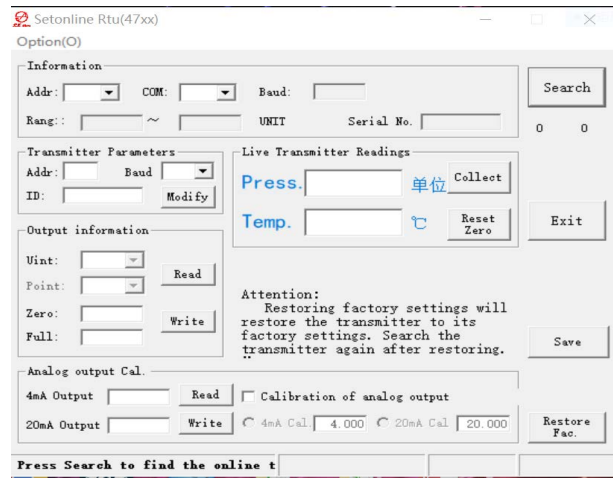 Setonline Rtu(47xx)
Option(O)
Information
Addr: COM: Baud:
Search
Rang:: ~ UNIT Serial No.
0 0
Transmitter Parameters
Addr: Baud
ID: Modify
Live Transmitter Readings
Press. 单位 Collect
Temp. ℃ Reset Zero
Exit
Output information
Uint:
Point:
Read
Zero:
Full:
Write
Attention:
Restoring factory settings will
restore the transmitter to its
factory settings. Search the
transmitter again after restoring.
Save
Analog output Cal.
4mA Output Read Calibration of analog output
20mA Output Write 4mA Cal. 4.000 20mA Cal 20.000
Restore
Fac.
Press Search to find the online t